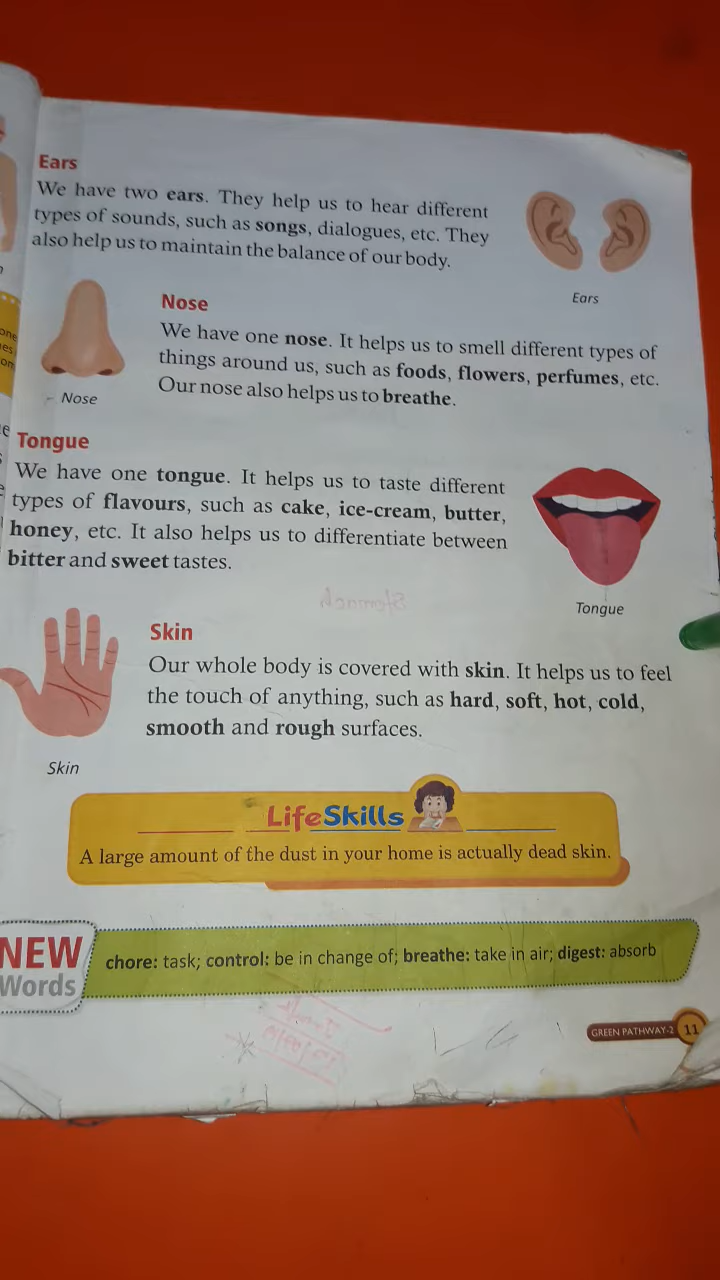 Ears
We have two ears. They help us to hear different
types of sounds, such as songs, dialogues, etc. They
also help us to maintain the balance of our body.
Ears
Nose
We have one nose. It helps us to smell different types of
things around us, such as foods, flowers, perfumes, etc.
Our nose also helps us to breathe.
Nose
Tongue
We have one tongue. It helps us to taste different
types of flavours, such as cake, ice-cream, butter,
honey, etc. It also helps us to differentiate between
bitter and sweet tastes.
Tongue
Stomach
Skin
Our whole body is covered with skin. It helps us to feel
the touch of anything, such as hard, soft, hot, cold,
smooth and rough surfaces.
Skin
LifeSkills
A large amount of the dust in your home is actually dead skin.
NEW
Words
chore: task; control: be in change of; breathe: take in air; digest: absorb
GREEN PATHWAY-2 11